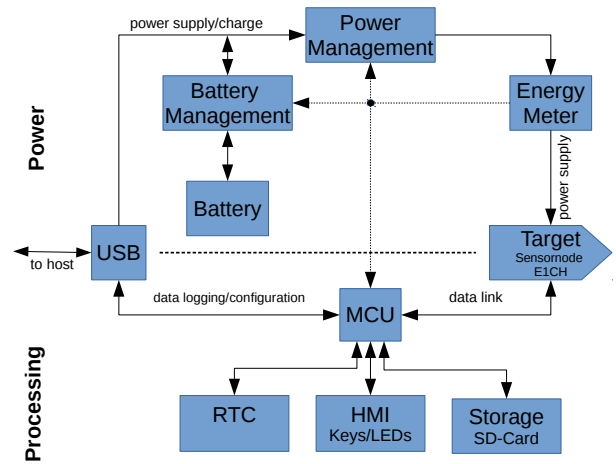 power supply/charge
Power
Management
Battery
Management
Energy
Meter
Power
Battery
power supply
USB
to host
Target
Sensornode
E1CH
data logging/configuration
MCU
data link
Processing
RTC
HMI
Keys/LEDs
Storage
SD-Card